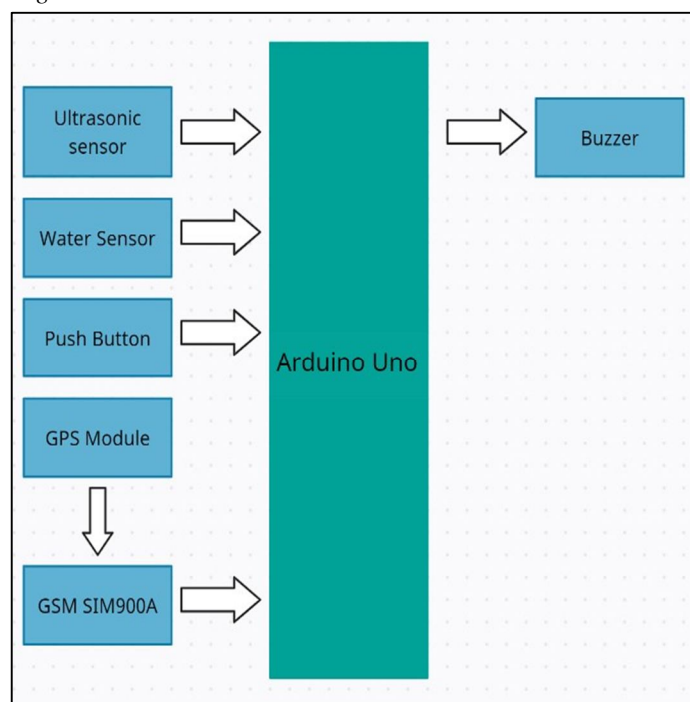 Ultrasonic
sensor
Buzzer
Water Sensor
Push Button
Arduino Uno
GPS Module
GSM SIM900A